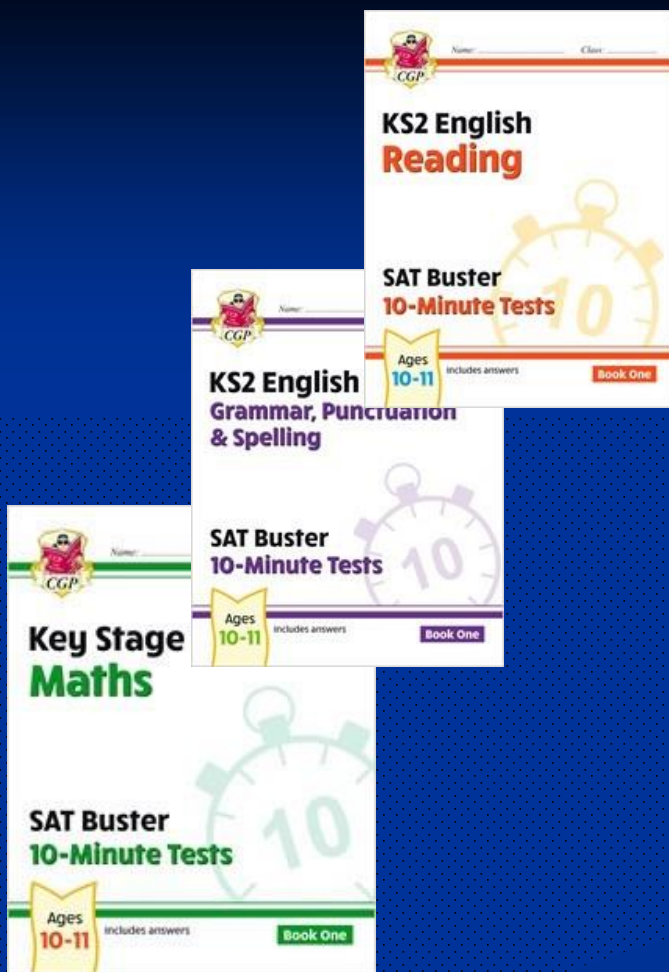 Name:
Class:
CGP
KS2 English
Reading
10
SAT Buster
10-Minute Tests
Ages
10-11
includes answers
Book One
Name:
CGP
KS2 English
Grammar, Punctuation
& Spelling
10
SAT Buster
10-Minute Tests
Ages
10-11
includes answers
Book One
Name:
CGP
Key Stage
Maths
10
SAT Buster
10-Minute Tests
Ages
10-11
includes answers
Book One